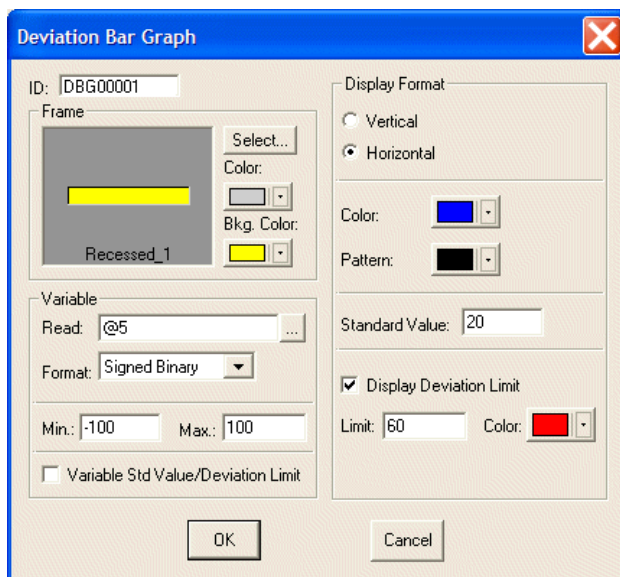 Deviation Bar Graph
ID: DBG00001
Frame
Select...
Color:
Bkg. Color:
Recessed_1
Variable
Read: @5 ...
Format: Signed Binary
Min.: -100 Max.: 100
Variable Std Value/Deviation Limit
Display Format
Vertical
Horizontal
Color:
Pattern:
Standard Value: 20
Display Deviation Limit
Limit: 60 Color:
OK Cancel